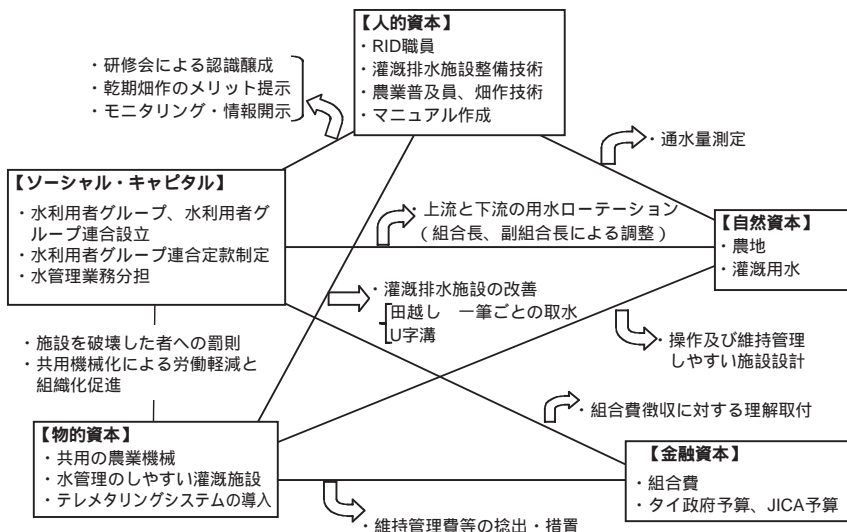 【人的資本】
・RID職員
・灌漑排水施設整備技術
・農業普及員、畑作技術
・マニュアル作成
・研修会による認識醸成
・乾期畑作のメリット提示
・モニタリング・情報開示
・通水量測定
【ソーシャル・キャピタル】
・水利用者グループ、水利用者グ
ループ連合設立
・水利用者グループ連合定款制定
・水管理業務分担
・上流と下流の用水ローテーション
（組合長、副組合長による調整）
【自然資本】
・農地
・灌漑用水
・灌漑排水施設の改善
田越し 一筆ごとの取水
U字溝
・施設を破壊した者への罰則
・共用機械化による労働軽減と
組織化促進
・操作及び維持管理
しやすい施設設計
・組合費徴収に対する理解取付
【物的資本】
・共用の農業機械
・水管理のしやすい灌漑施設
・テレメタリングシステムの導入
【金融資本】
・組合費
・タイ政府予算、JICA予算
・維持管理費等の捻出・措置